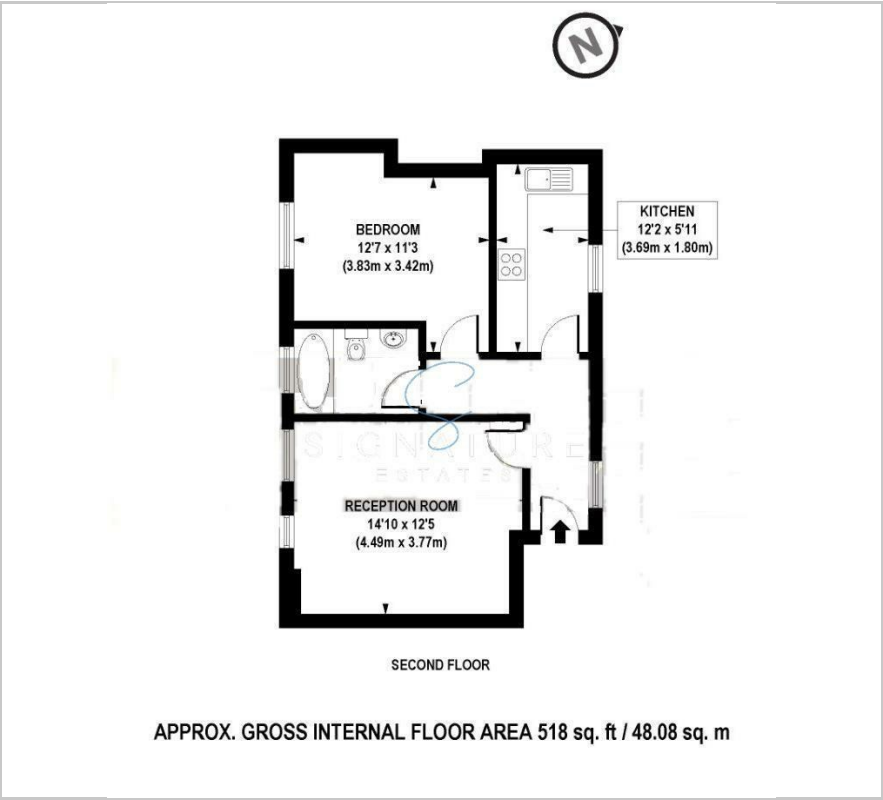 N
BEDROOM
12'7 x 11'3
(3.83m x 3.42m)
KITCHEN
12'2 x 5'11
(3.69m x 1.80m)
SIGNATURE
ESTATES
RECEPTION ROOM
14'10 x 12'5
(4.49m x 3.77m)
SECOND FLOOR
APPROX. GROSS INTERNAL FLOOR AREA 518 sq. ft / 48.08 sq. m